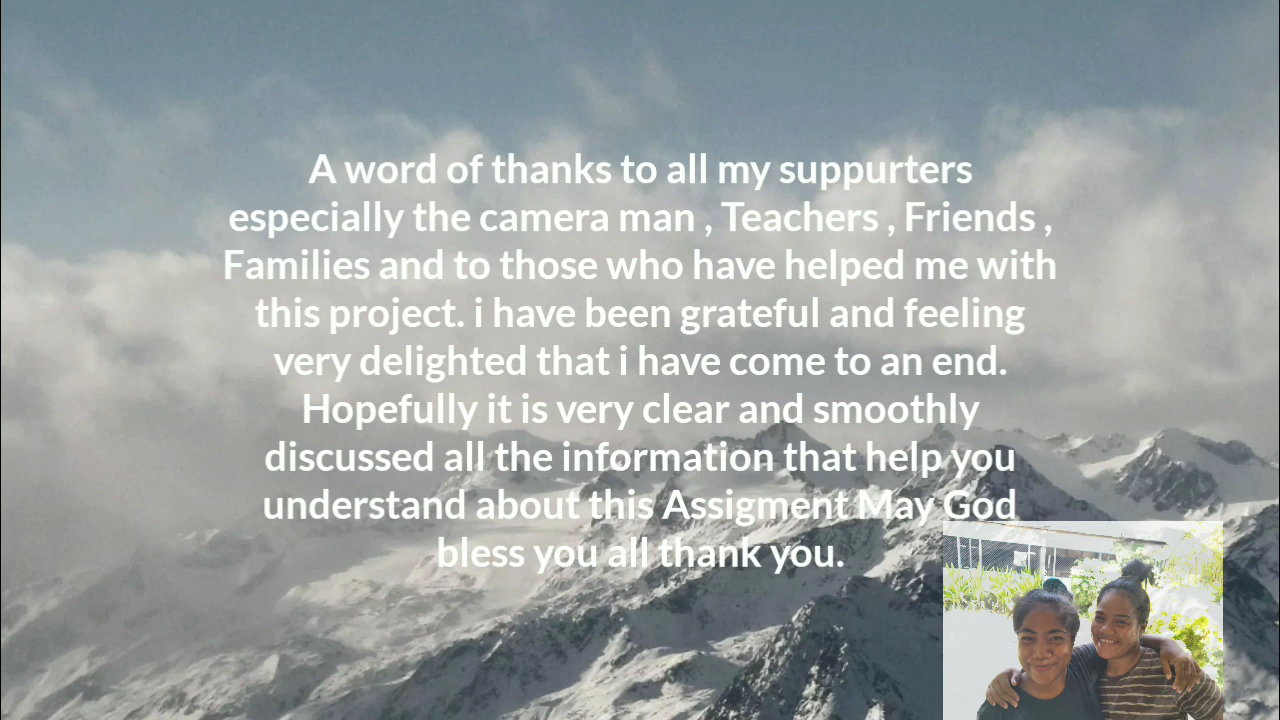 A word of thanks to all my suppurters
especially the camera man , Teachers , Friends ,
Families and to those who have helped me with
this project. i have been grateful and feeling
very delighted that i have come to an end.
Hopefully it is very clear and smoothly
discussed all the information that help you
understand about this Assigment May God
bless you all thank you.